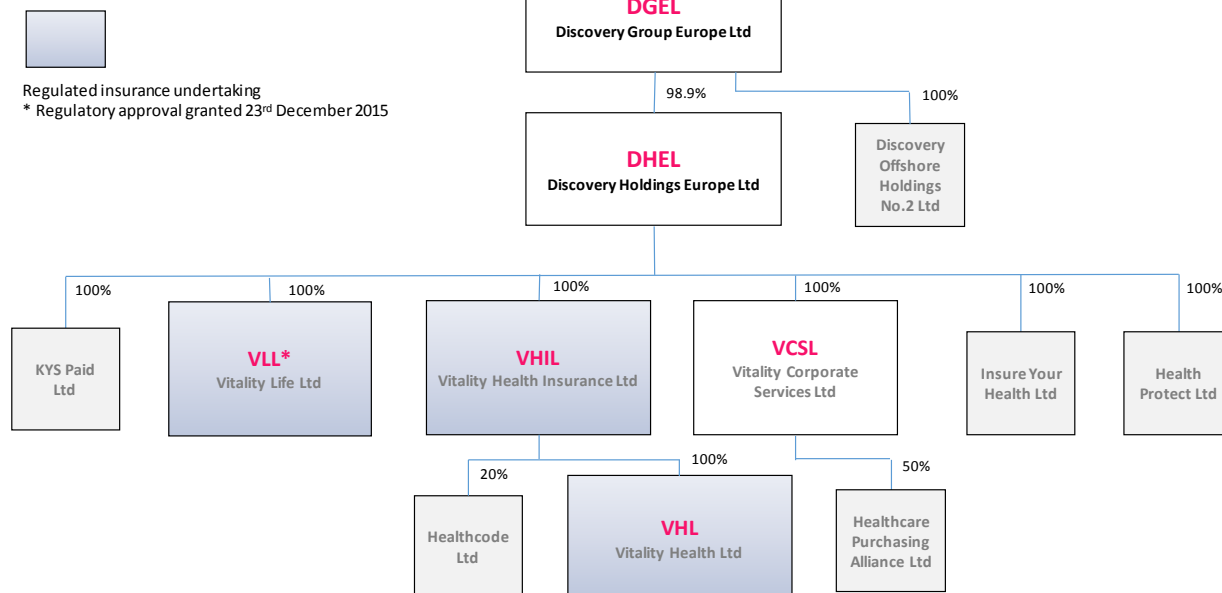 DGEL
Discovery Group Europe Ltd
Regulated insurance undertaking
* Regulatory approval granted 23rd December 2015
98.9%
100%
DHEL
Discovery Holdings Europe Ltd
Discovery
Offshore
Holdings
No.2 Ltd
100%
100%
100%
100%
100%
100%
KYS Paid
Ltd
VLL*
Vitality Life Ltd
VHIL
Vitality Health Insurance Ltd
VCSL
Vitality Corporate
Services Ltd
Insure Your
Health Ltd
Health
Protect Ltd
20%
100%
50%
Healthcode
Ltd
VHL
Vitality Health Ltd
Healthcare
Purchasing
Alliance Ltd